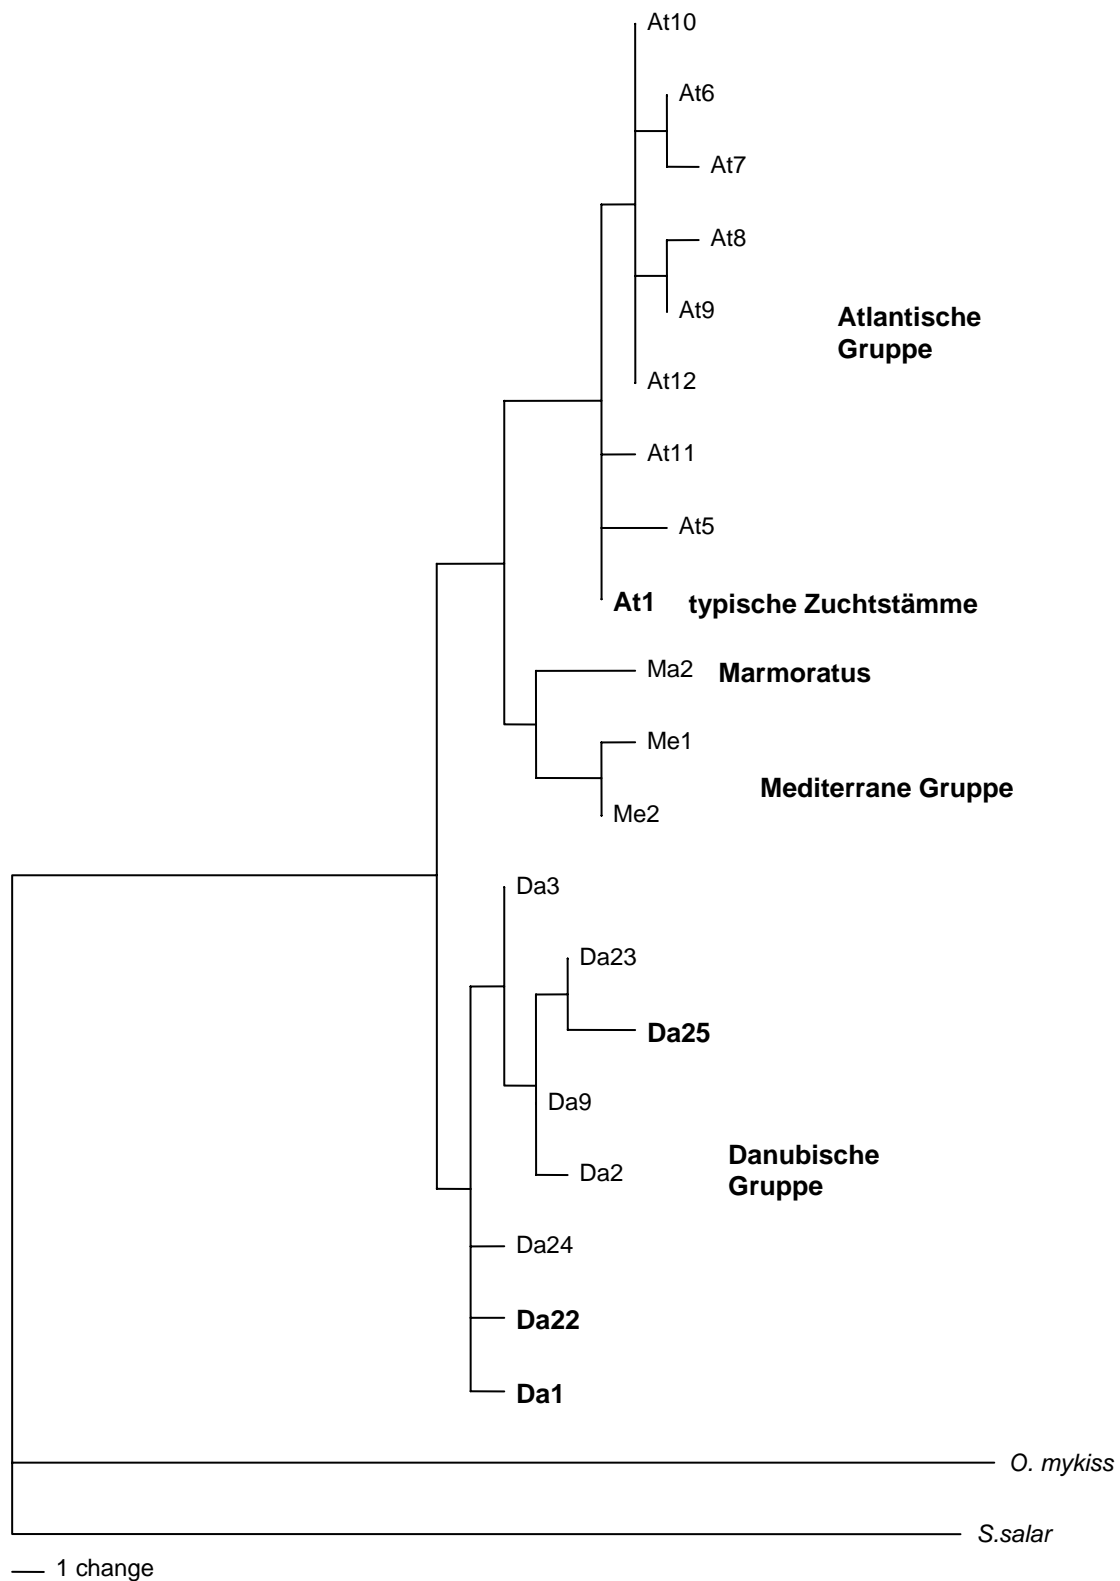 At10
At6
At7
At8
At9
Atlantische
Gruppe
At12
At11
At5
At1 typische Zuchtstämme
Ma2 Marmoratus
Me1
Mediterrane Gruppe
Me2
Da3
Da23
Da25
Da9
Danubische
Gruppe
Da2
Da24
Da22
Da1
O. mykiss
S.salar
1 change